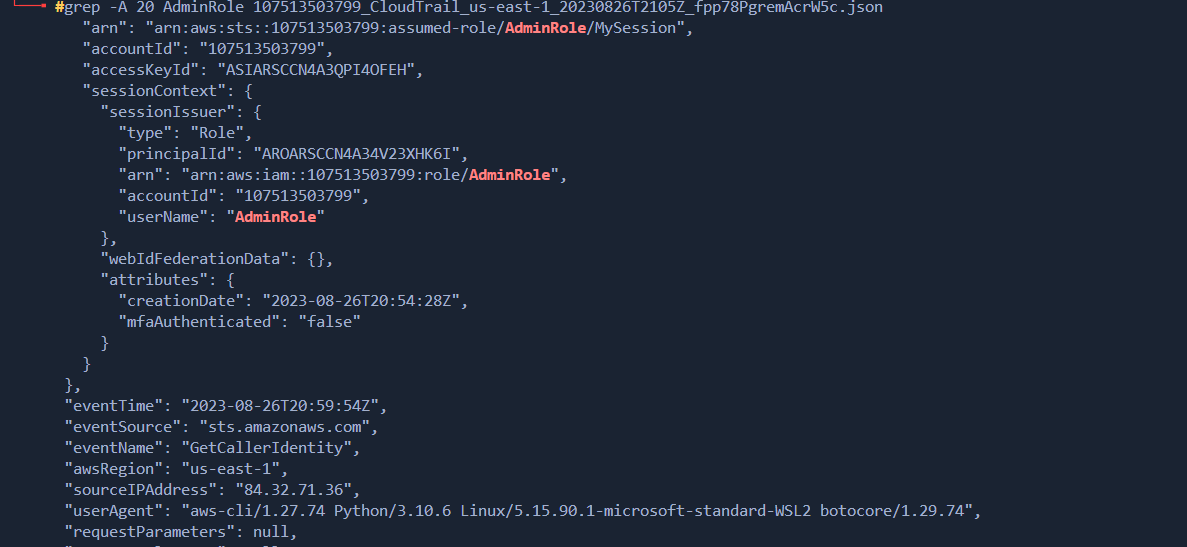 #grep -A 20 AdminRole 107513503799_CloudTrail_us-east-1_20230826T2105Z_fpp78PgremAcrW5c.json
"arn": "arn:aws:sts::107513503799:assumed-role/AdminRole/MySession",
"accountId": "107513503799",
"accessKeyId": "ASIARSCCN4A3QPI4OFEH",
"sessionContext": {
"sessionIssuer": {
"type": "Role",
"principalId": "AROARSCCN4A34V23XHK6I",
"arn": "arn:aws:iam::107513503799:role/AdminRole",
"accountId": "107513503799",
"userName": "AdminRole"
},
"webIdFederationData": {},
"attributes": {
"creationDate": "2023-08-26T20:54:28Z",
"mfaAuthenticated": "false"
}
}
},
"eventTime": "2023-08-26T20:59:54Z",
"eventSource": "sts.amazonaws.com",
"eventName": "GetCallerIdentity",
"awsRegion": "us-east-1",
"sourceIPAddress": "84.32.71.36",
"userAgent": "aws-cli/1.27.74 Python/3.10.6 Linux/5.15.90.1-microsoft-standard-WSL2 botocore/1.29.74",
"requestParameters": null,